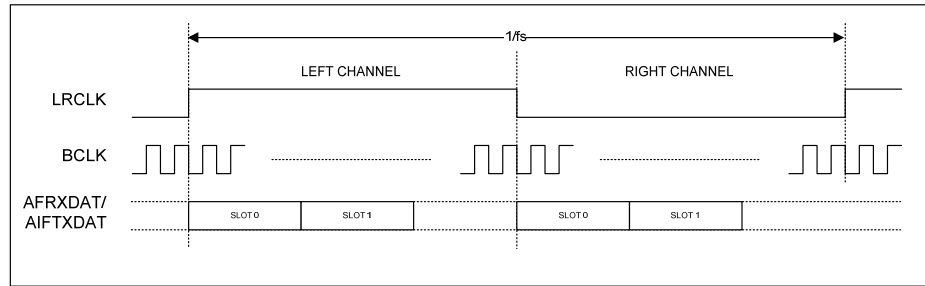 1/fs
LEFT CHANNEL RIGHT CHANNEL
LRCLK
BCLK
AFRXDAT/
AIFTXDAT
SLOT 0 SLOT 1 SLOT 0 SLOT 1